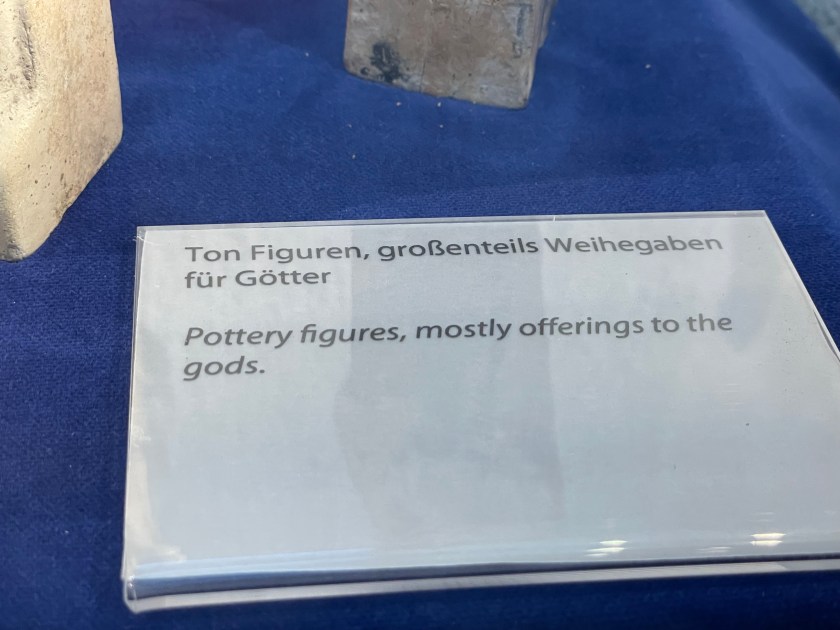 Ton Figuren, großenteils Weihegaben
für Götter
Pottery figures, mostly offerings to the
gods.